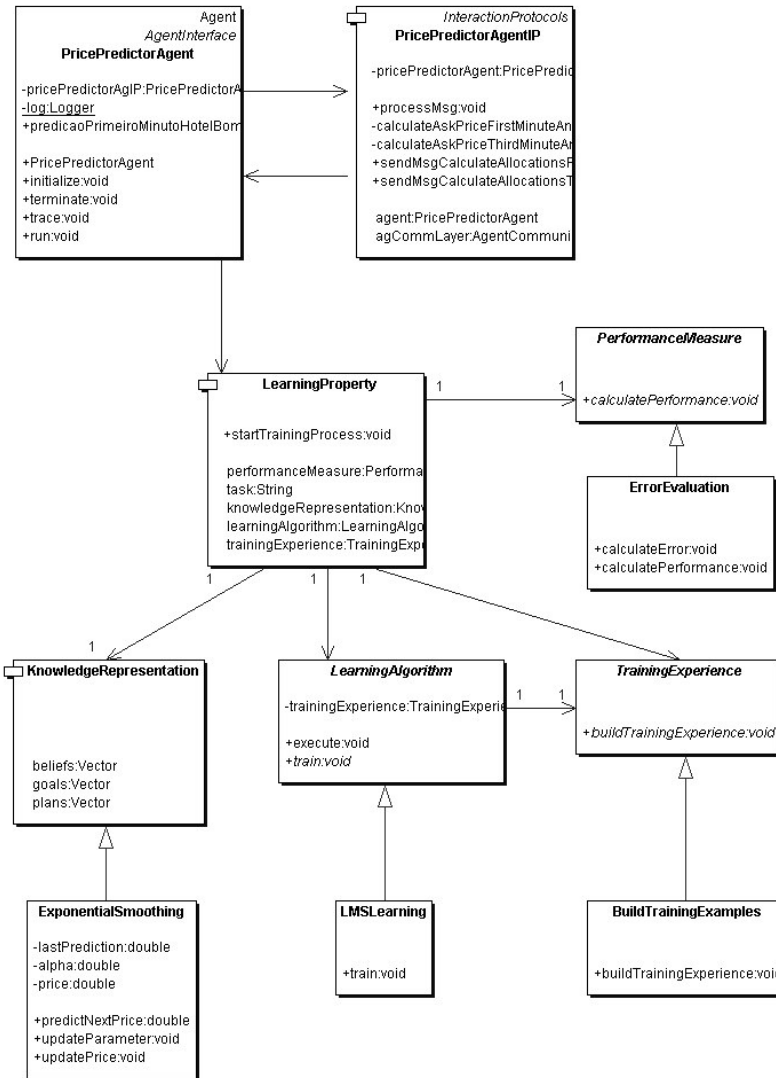 Agent
AgentInterface
PricePredictorAgent
-pricePredictorAgIP:PricePredictorA
-log:Logger
+predicaoPrimeiroMinutoHotelBom
+PricePredictorAgent
+initialize:void
+terminate:void
+trace:void
+run:void
InteractionProtocols
PricePredictorAgentIP
-pricePredictorAgent:PricePredic
+processMsg:void
-calculateAskPriceFirstMinuteAn
-calculateAskPriceThirdMinuteAn
+sendMsgCalculateAllocationsF
+sendMsgCalculateAllocationsT
agent:PricePredictorAgent
agCommLayer:AgentCommuni
LearningProperty
+startTrainingProcess:void
performanceMeasure:Performa
task:String
knowledgeRepresentation:Know
learningAlgorithm:LearningAlgo
trainingExperience:TrainingExpe
1
1
PerformanceMeasure
+calculatePerformance:void
ErrorEvaluation
+calculateError:void
+calculatePerformance:void
1
1
1
1
KnowledgeRepresentation
beliefs:Vector
goals:Vector
plans:Vector
LearningAlgorithm
-trainingExperience:TrainingExperie
+execute:void
+train:void
1
1
TrainingExperience
+buildTrainingExperience:void
ExponentialSmoothing
-lastPrediction:double
-alpha:double
-price:double
+predictNextPrice:double
+updateParameter:void
+updatePrice:void
LMSLearning
+train:void
BuildTrainingExamples
+buildTrainingExperience:void